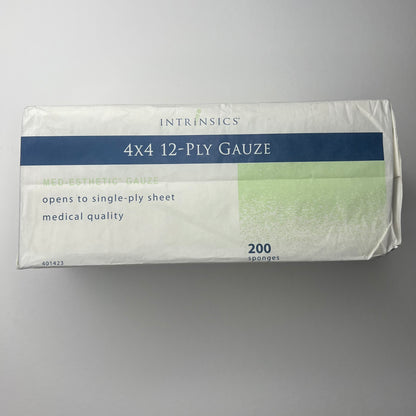 INTRINSICS®
4X4 12-PLY GAUZE
MED-ESTHETIC® GAUZE
opens to single-ply sheet
medical quality
200
sponges
401423